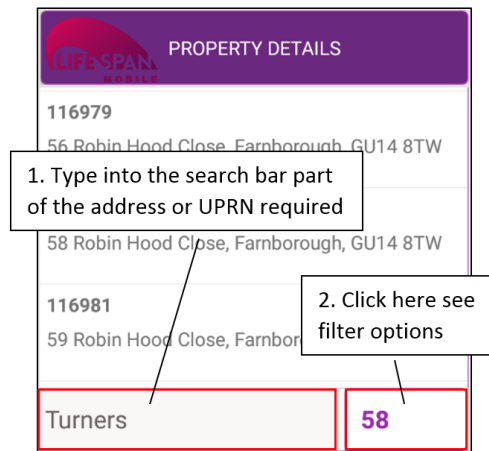 LIFESPAN
MOBILE
PROPERTY DETAILS
116979
56 Robin Hood Close, Farnborough, GU14 8TW
1. Type into the search bar part
of the address or UPRN required
58 Robin Hood Close, Farnborough, GU14 8TW
116981
2. Click here see
filter options
59 Robin Hood Close, Farnbor
Turners
58